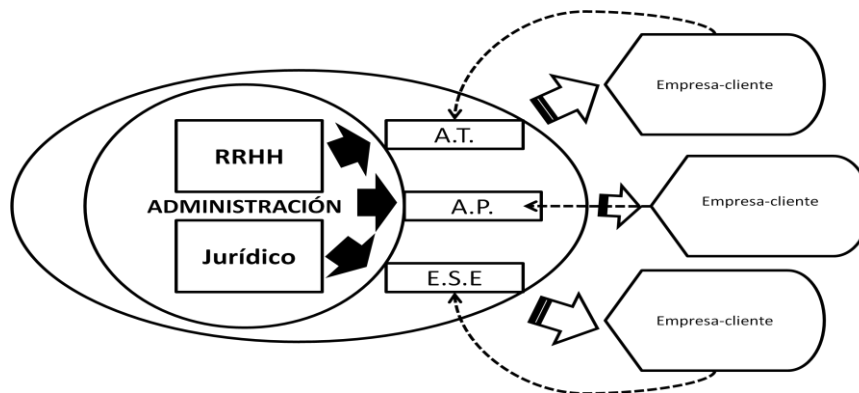 Empresa-cliente
A.T.
RRHH
ADMINISTRACIÓN
A.P.
Empresa-cliente
Jurídico
E.S.E
Empresa-cliente